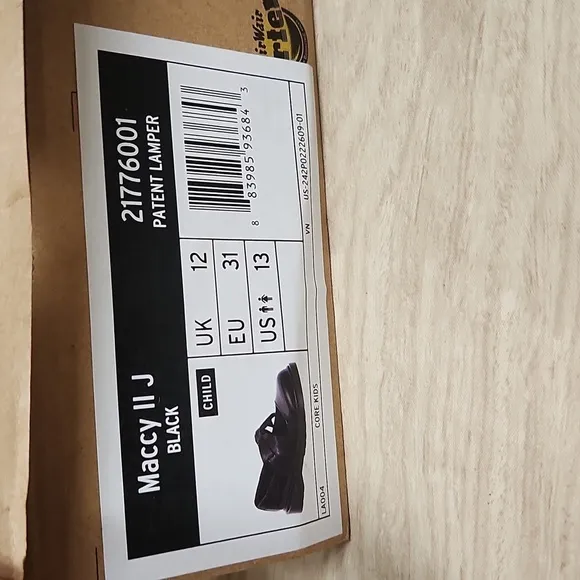 AirWair
Maccy II J 21776001
BLACK PATENT LAMPER
CHILD
UK 12
EU 31
US 13
8 83985 93684 3
LA004 CORE KIDS VN US-242P0222609-01